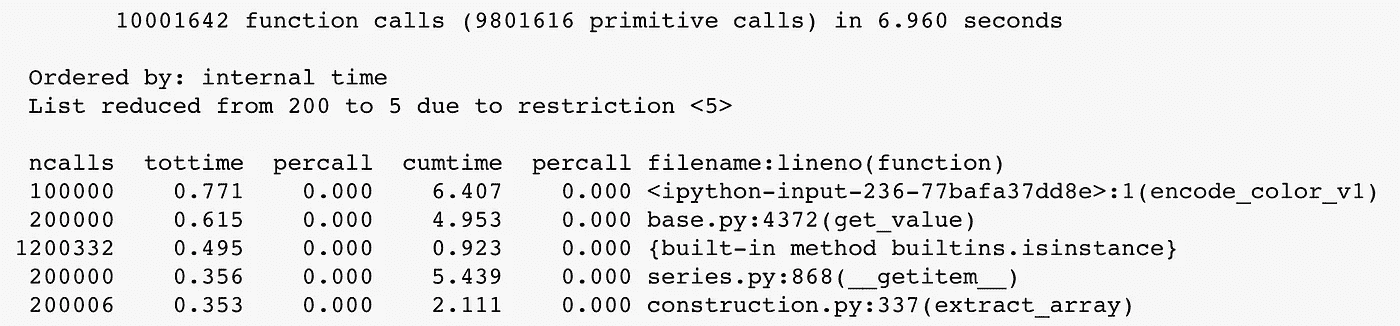 10001642 function calls (9801616 primitive calls) in 6.960 seconds
Ordered by: internal time
List reduced from 200 to 5 due to restriction <5>
ncalls tottime percall cumtime percall filename:lineno(function)
100000 0.771 0.000 6.407 0.000 <ipython-input-236-77bafa37dd8e>:1(encode_color_v1)
200000 0.615 0.000 4.953 0.000 base.py:4372(get_value)
1200332 0.495 0.000 0.923 0.000 {built-in method builtins.isinstance}
200000 0.356 0.000 5.439 0.000 series.py:868(__getitem__)
200006 0.353 0.000 2.111 0.000 construction.py:337(extract_array)